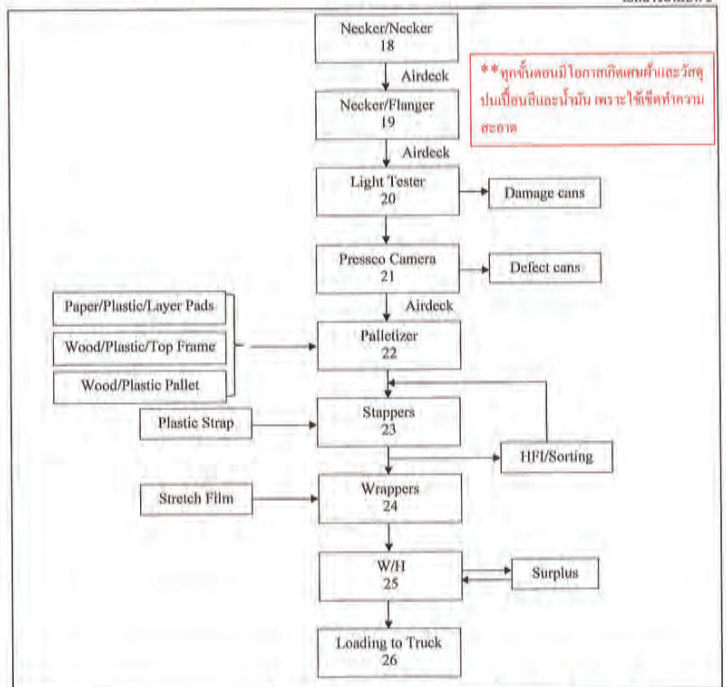 Necker/Necker
18
Airdeck
**ทุกขั้นตอนมีโอกาสเกิดเศษผ้าและวัสดุ
ปนเปื้อนสีและน้ำมัน เพราะใช้เช็ดทำความ
สะอาด
Necker/Flanger
19
Airdeck
Light Tester
20
Damage cans
Pressco Camera
21
Defect cans
Airdeck
Paper/Plastic/Layer Pads
Wood/Plastic/Top Frame
Wood/Plastic Pallet
Palletizer
22
Plastic Strap
Stappers
23
HFI/Sorting
Stretch Film
Wrappers
24
W/H
25
Surplus
Loading to Truck
26